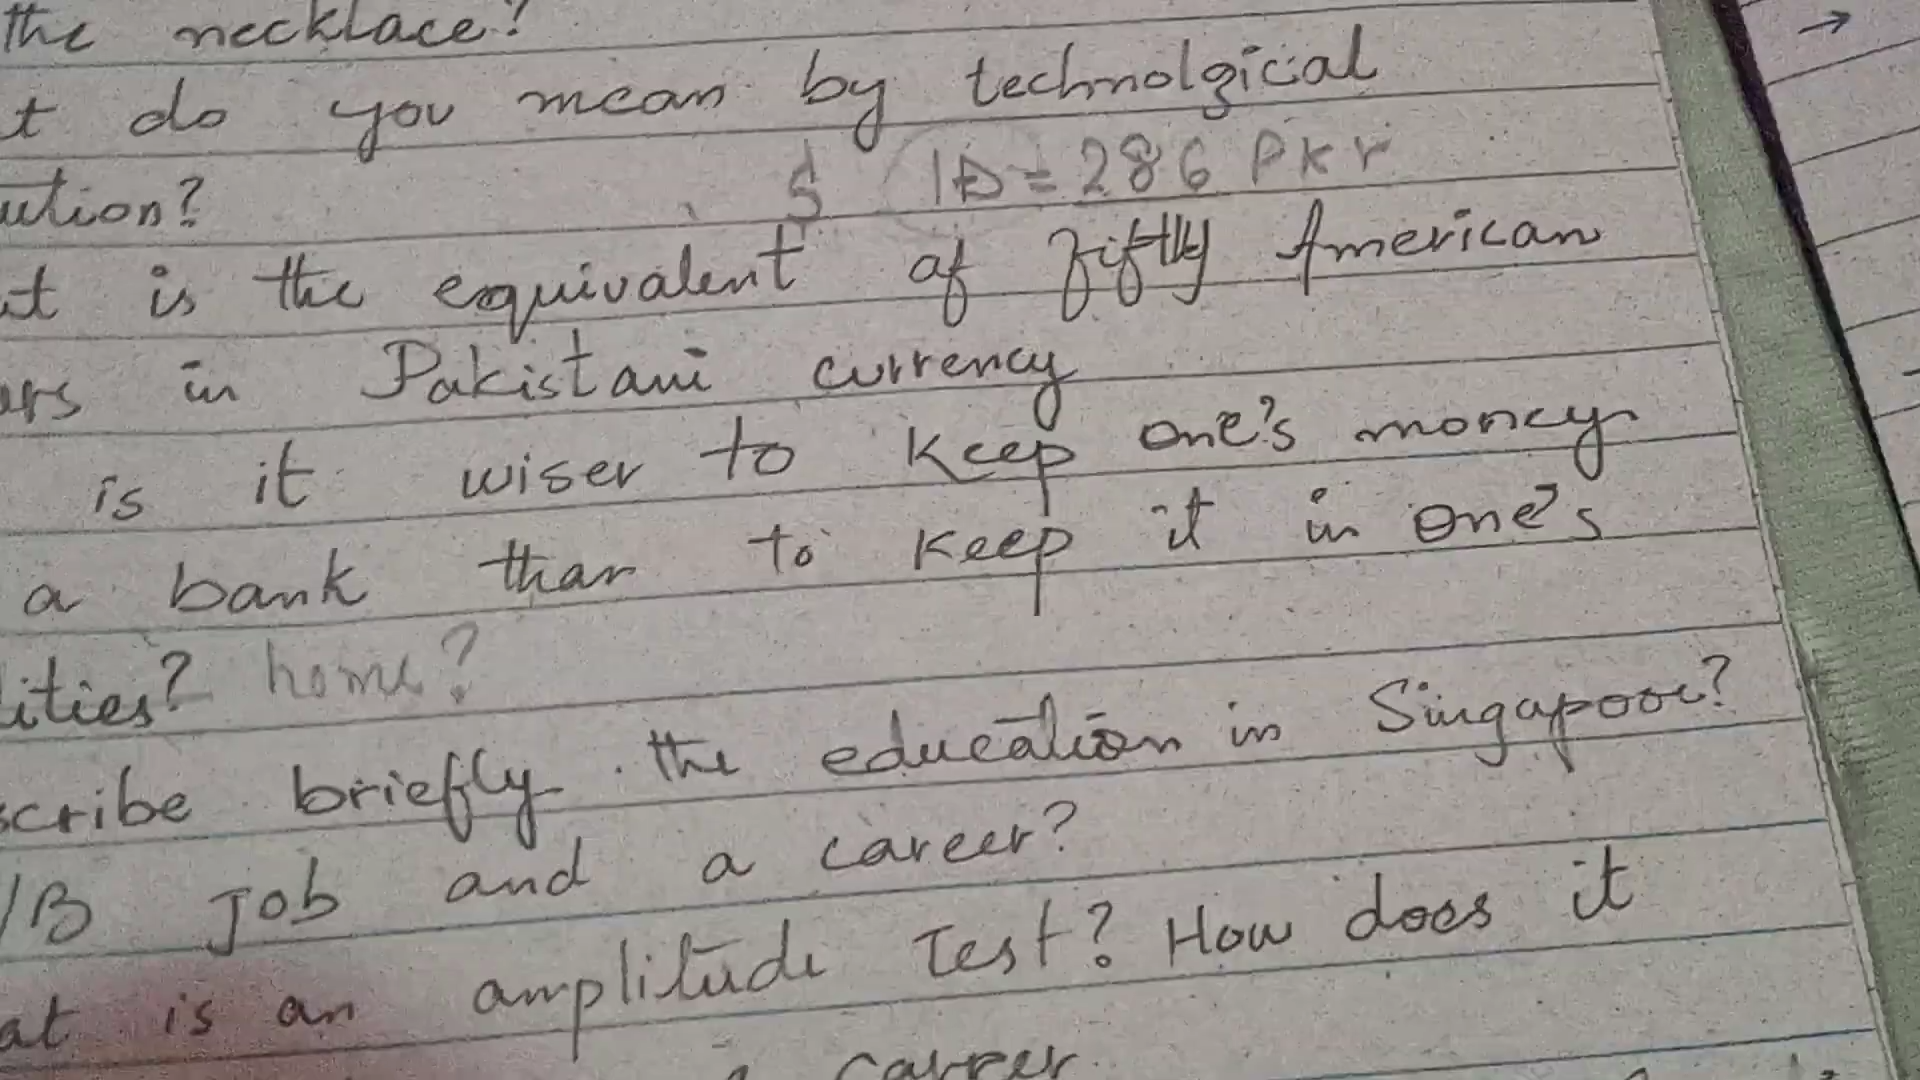 the necklace?
t do you mean by technolgical
ution?
$ 1D = 286 PKr
t is the equivalent of fiftly American
ars in Pakistani currency
is it wiser to keep one's money
a bank than to keep it in one's
ities? home?
scribe briefly the education in Singapoor?
/B Job and a career?
at is an amplitude Test? How does it
career